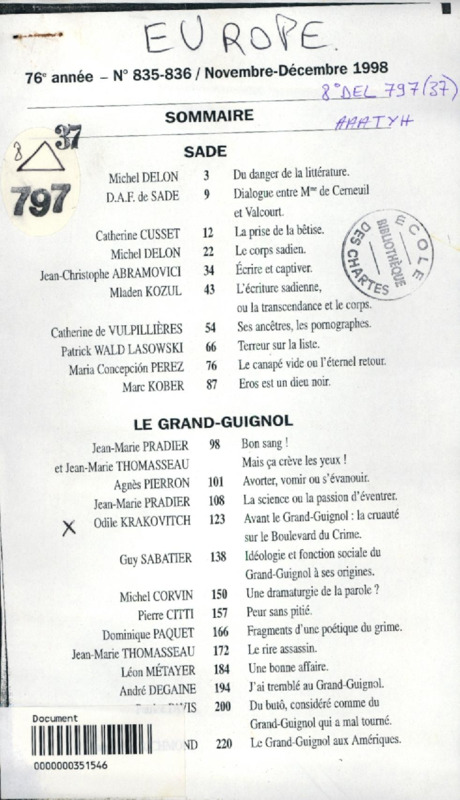 EUROPE.
76e année – N° 835-836 / Novembre-Décembre 1998
8° DEL 797 (37)
SOMMAIRE
SADE
8 37
797
ÉCOLE DES CHARTES
BIBLIOTHÈQUE
Michel DELON 3 Du danger de la littérature.
D.A.F. de SADE 9 Dialogue entre Mme de Cerneuil
et Valcourt.
Catherine CUSSET 12 La prise de la bêtise.
Michel DELON 22 Le corps sadien.
Jean-Christophe ABRAMOVICI 34 Écrire et captiver.
Mladen KOZUL 43 L'écriture sadienne,
ou la transcendance et le corps.
Catherine de VULPILLIÈRES 54 Ses ancêtres, les pornographes.
Patrick WALD LASOWSKI 66 Terreur sur la liste.
Maria Concepción PEREZ 76 Le canapé vide ou l'éternel retour.
Marc KOBER 87 Eros est un dieu noir.
LE GRAND-GUIGNOL
Jean-Marie PRADIER 98 Bon sang !
et Jean-Marie THOMASSEAU Mais ça crève les yeux !
Agnès PIERRON 101 Avorter, vomir ou s'évanouir.
Jean-Marie PRADIER 108 La science ou la passion d'éventrer.
X Odile KRAKOVITCH 123 Avant le Grand-Guignol : la cruauté
sur le Boulevard du Crime.
Guy SABATIER 138 Idéologie et fonction sociale du
Grand-Guignol à ses origines.
Michel CORVIN 150 Une dramaturgie de la parole ?
Pierre CITTI 157 Peur sans pitié.
Dominique PAQUET 166 Fragments d'une poétique du grime.
Jean-Marie THOMASSEAU 172 Le rire assassin.
Léon MÉTAYER 184 Une bonne affaire.
André DEGAINE 194 J'ai tremblé au Grand-Guignol.
200 Du butô, considéré comme du
Grand-Guignol qui a mal tourné.
220 Le Grand-Guignol aux Amériques.
Document
0000000351546